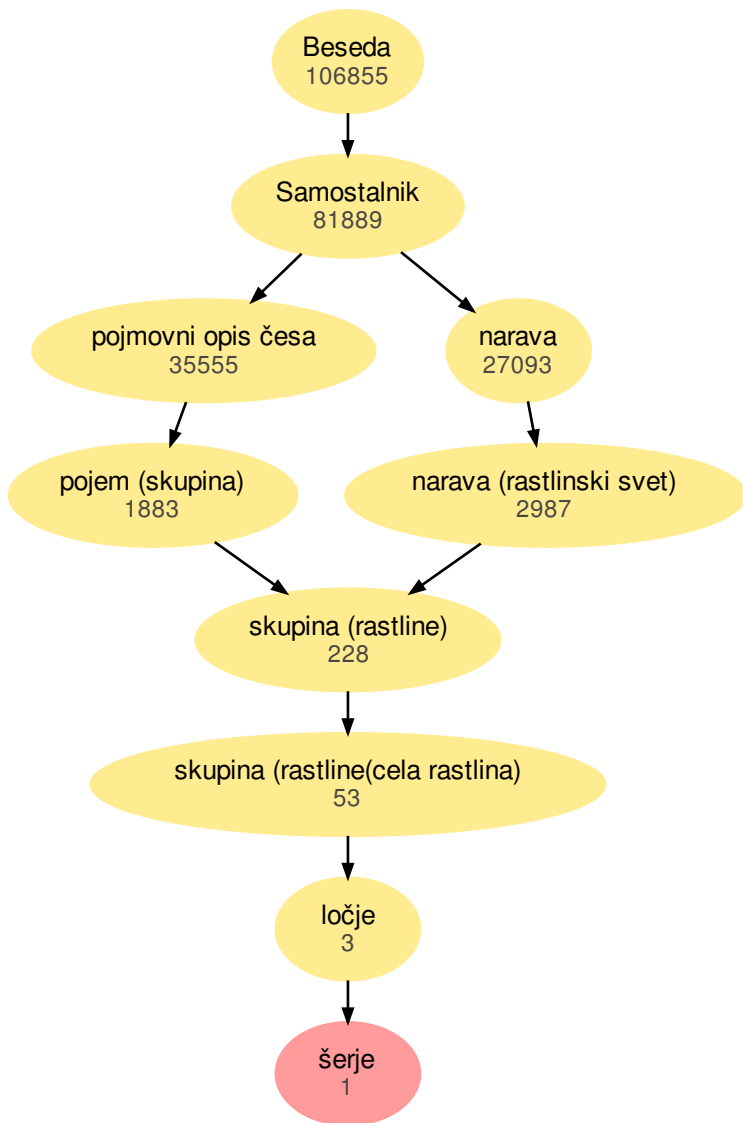 Beseda
106855
Samostalnik
81889
pojmovni opis česa
35555
narava
27093
pojem (skupina)
1883
narava (rastlinski svet)
2987
skupina (rastline)
228
skupina (rastline(cela rastlina)
53
ločje
3
šerje
1